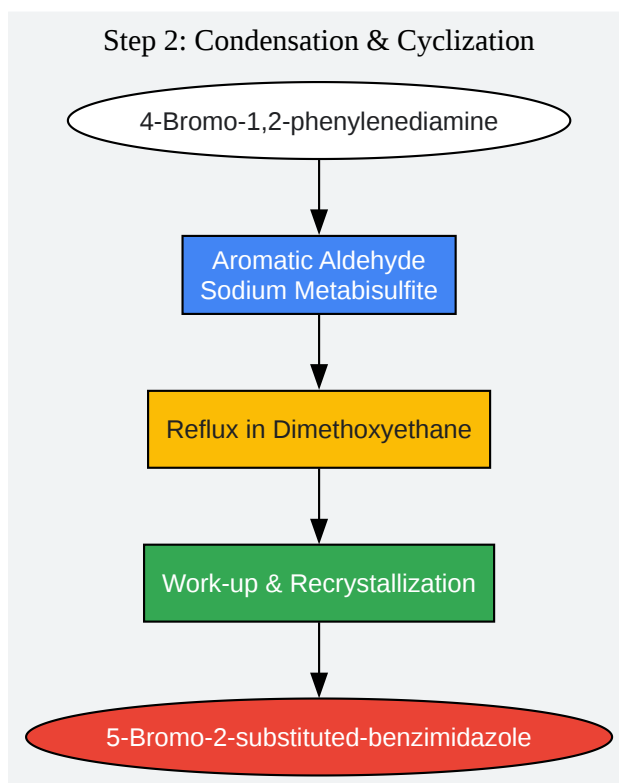 Step 2: Condensation & Cyclization
4-Bromo-1,2-phenylenediamine
Aromatic Aldehyde
Sodium Metabisulfite
Reflux in Dimethoxyethane
Work-up & Recrystallization
5-Bromo-2-substituted-benzimidazole